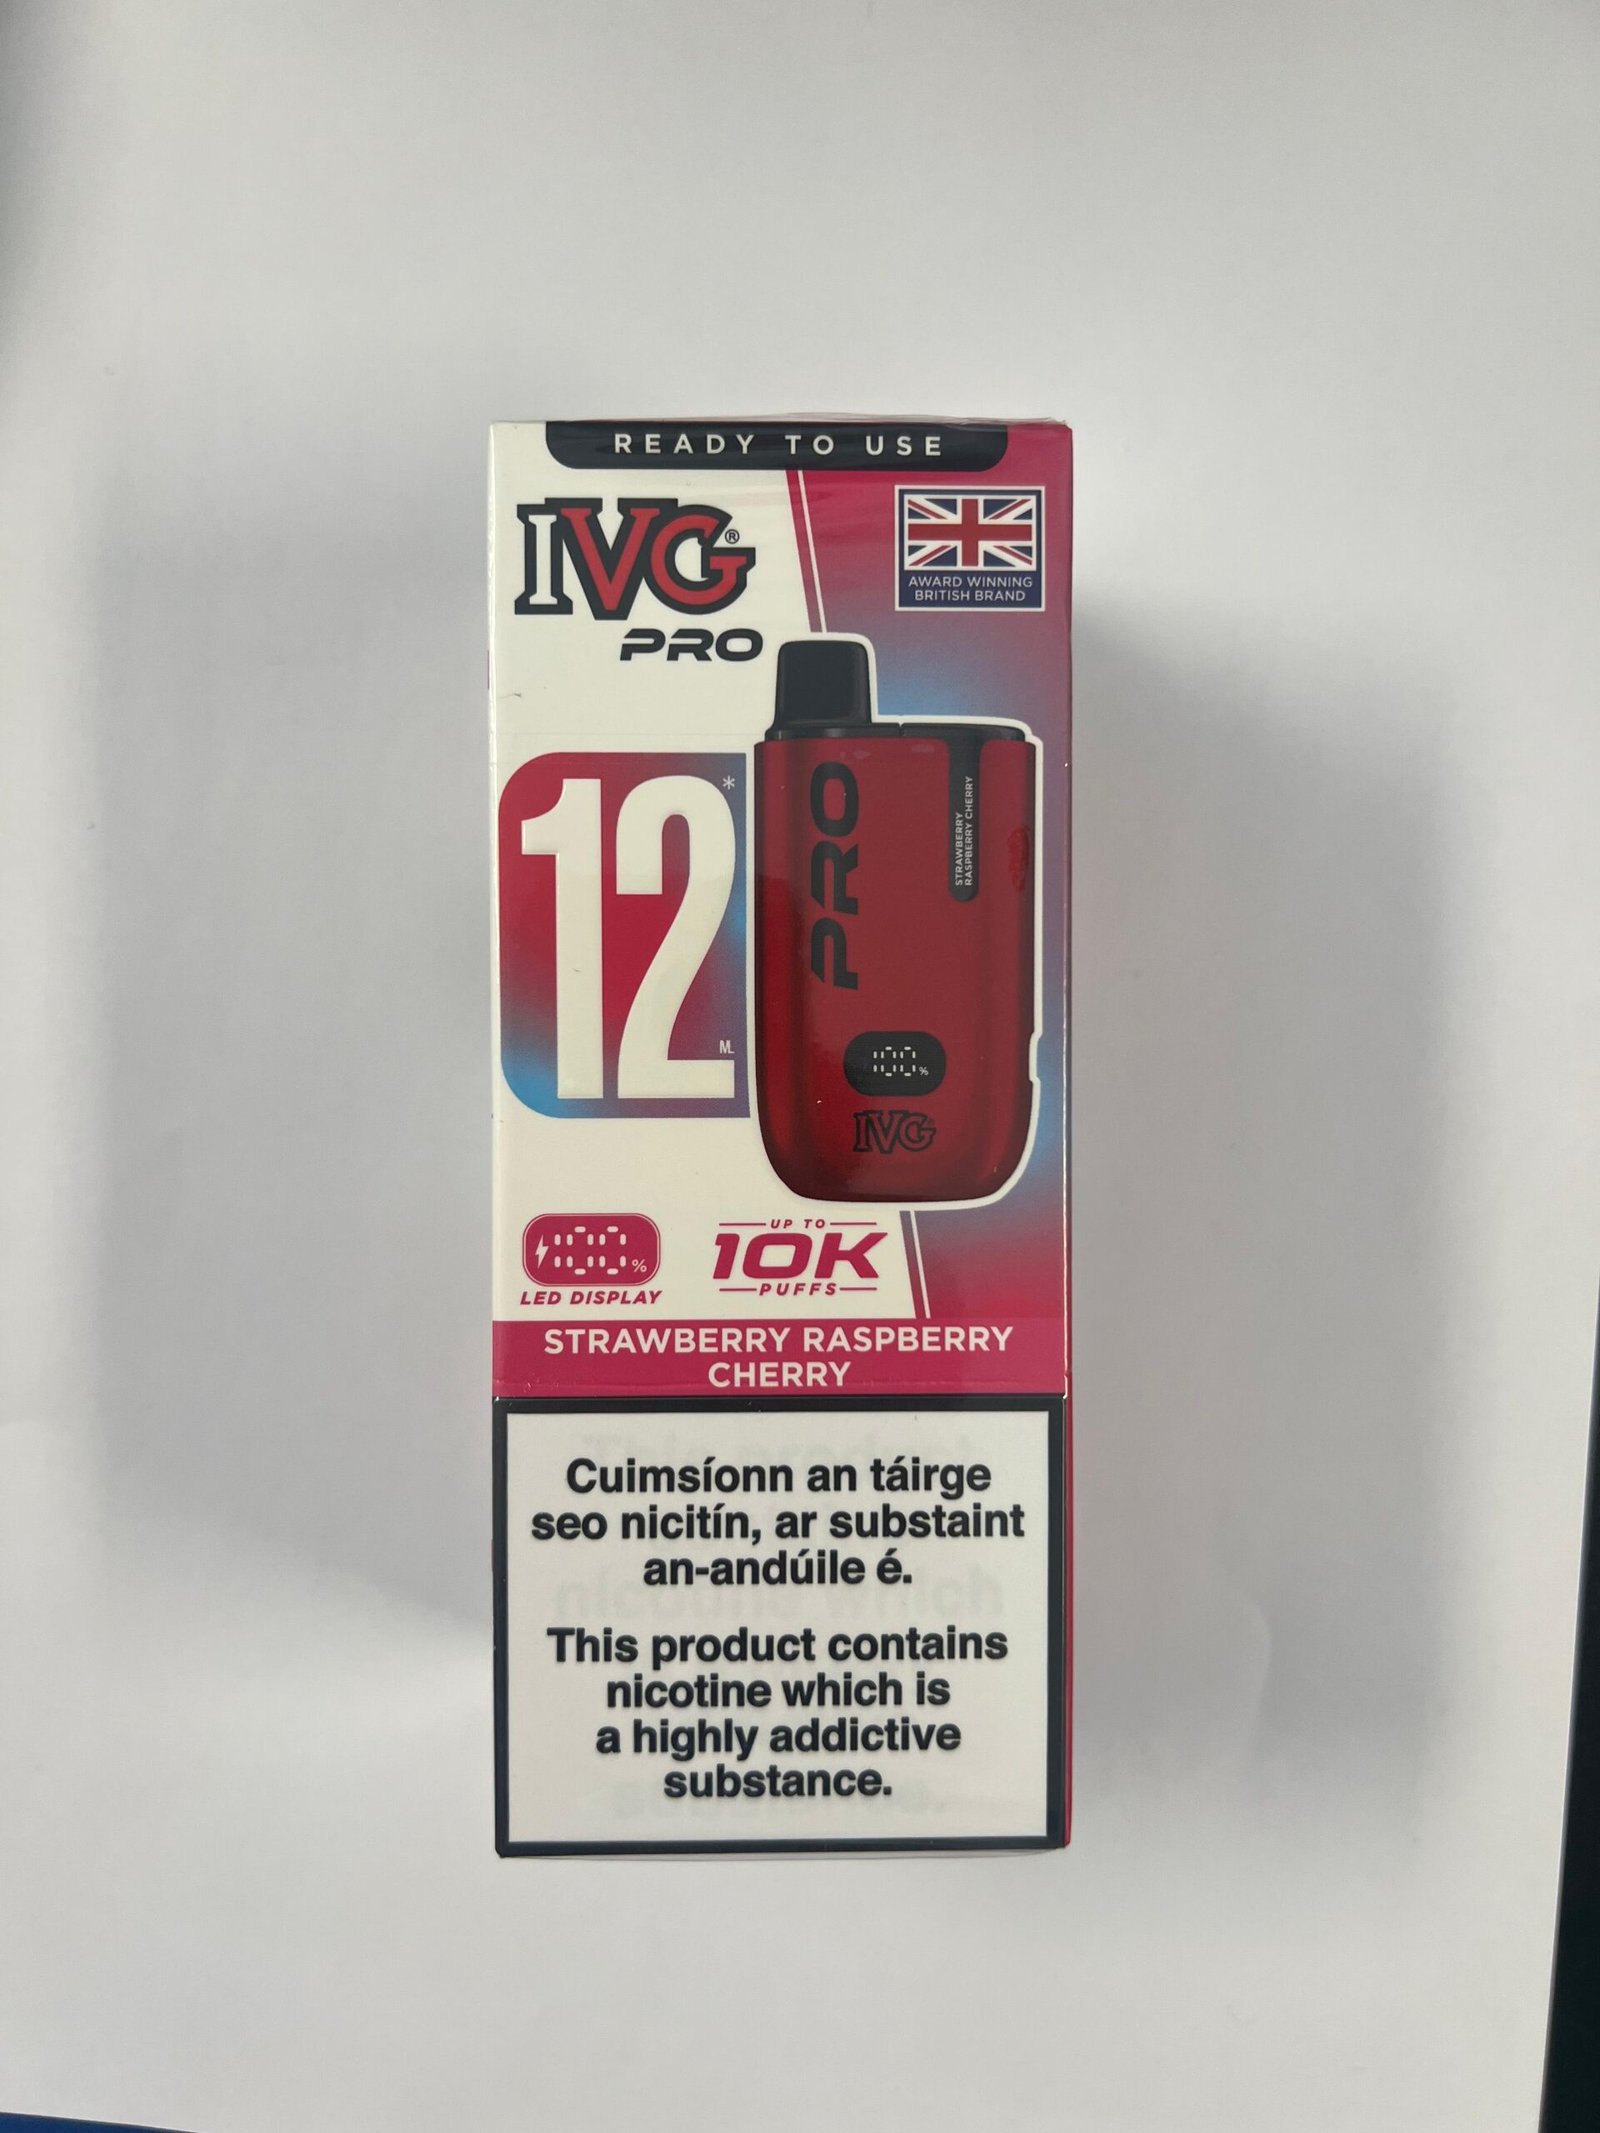 READY TO USE
IVG®
PRO
AWARD WINNING
BRITISH BRAND
12*
ML
PRO
STRAWBERRY
RASPBERRY CHERRY
100%
IVG
100%
LED DISPLAY
UP TO
10K
PUFFS
STRAWBERRY RASPBERRY
CHERRY
Cuimsíonn an táirge
seo nicitín, ar substaint
an-andúile é.
This product contains
nicotine which is
a highly addictive
substance.